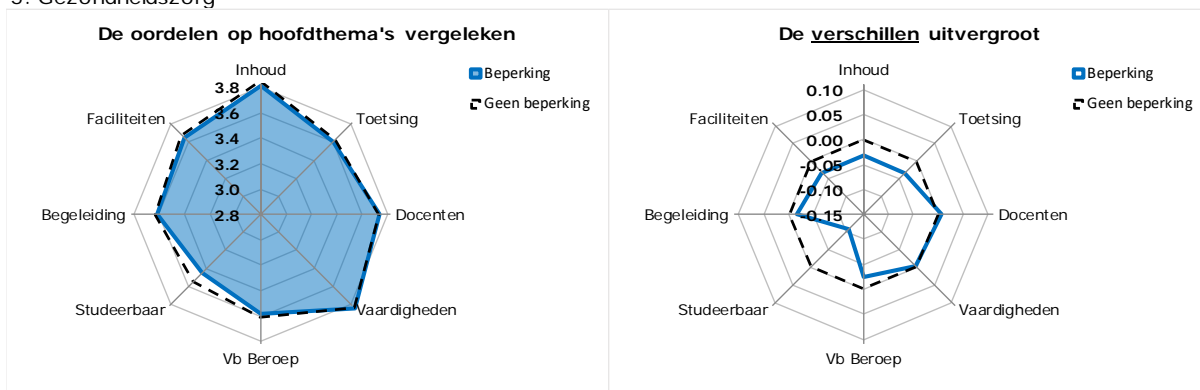 De oordelen op hoofdthema's vergeleken
Inhoud
Beperking
Geen beperking
3.8
3.6
3.4
3.2
3.0
2.8
Faciliteiten
Toetsing
Begeleiding
Docenten
Studeerbaar
Vaardigheden
Vb Beroep
De verschillen uitvergroot
Inhoud
Beperking
Geen beperking
0.10
0.05
0.00
-0.05
-0.10
-0.15
Faciliteiten
Toetsing
Begeleiding
Docenten
Studeerbaar
Vaardigheden
Vb Beroep